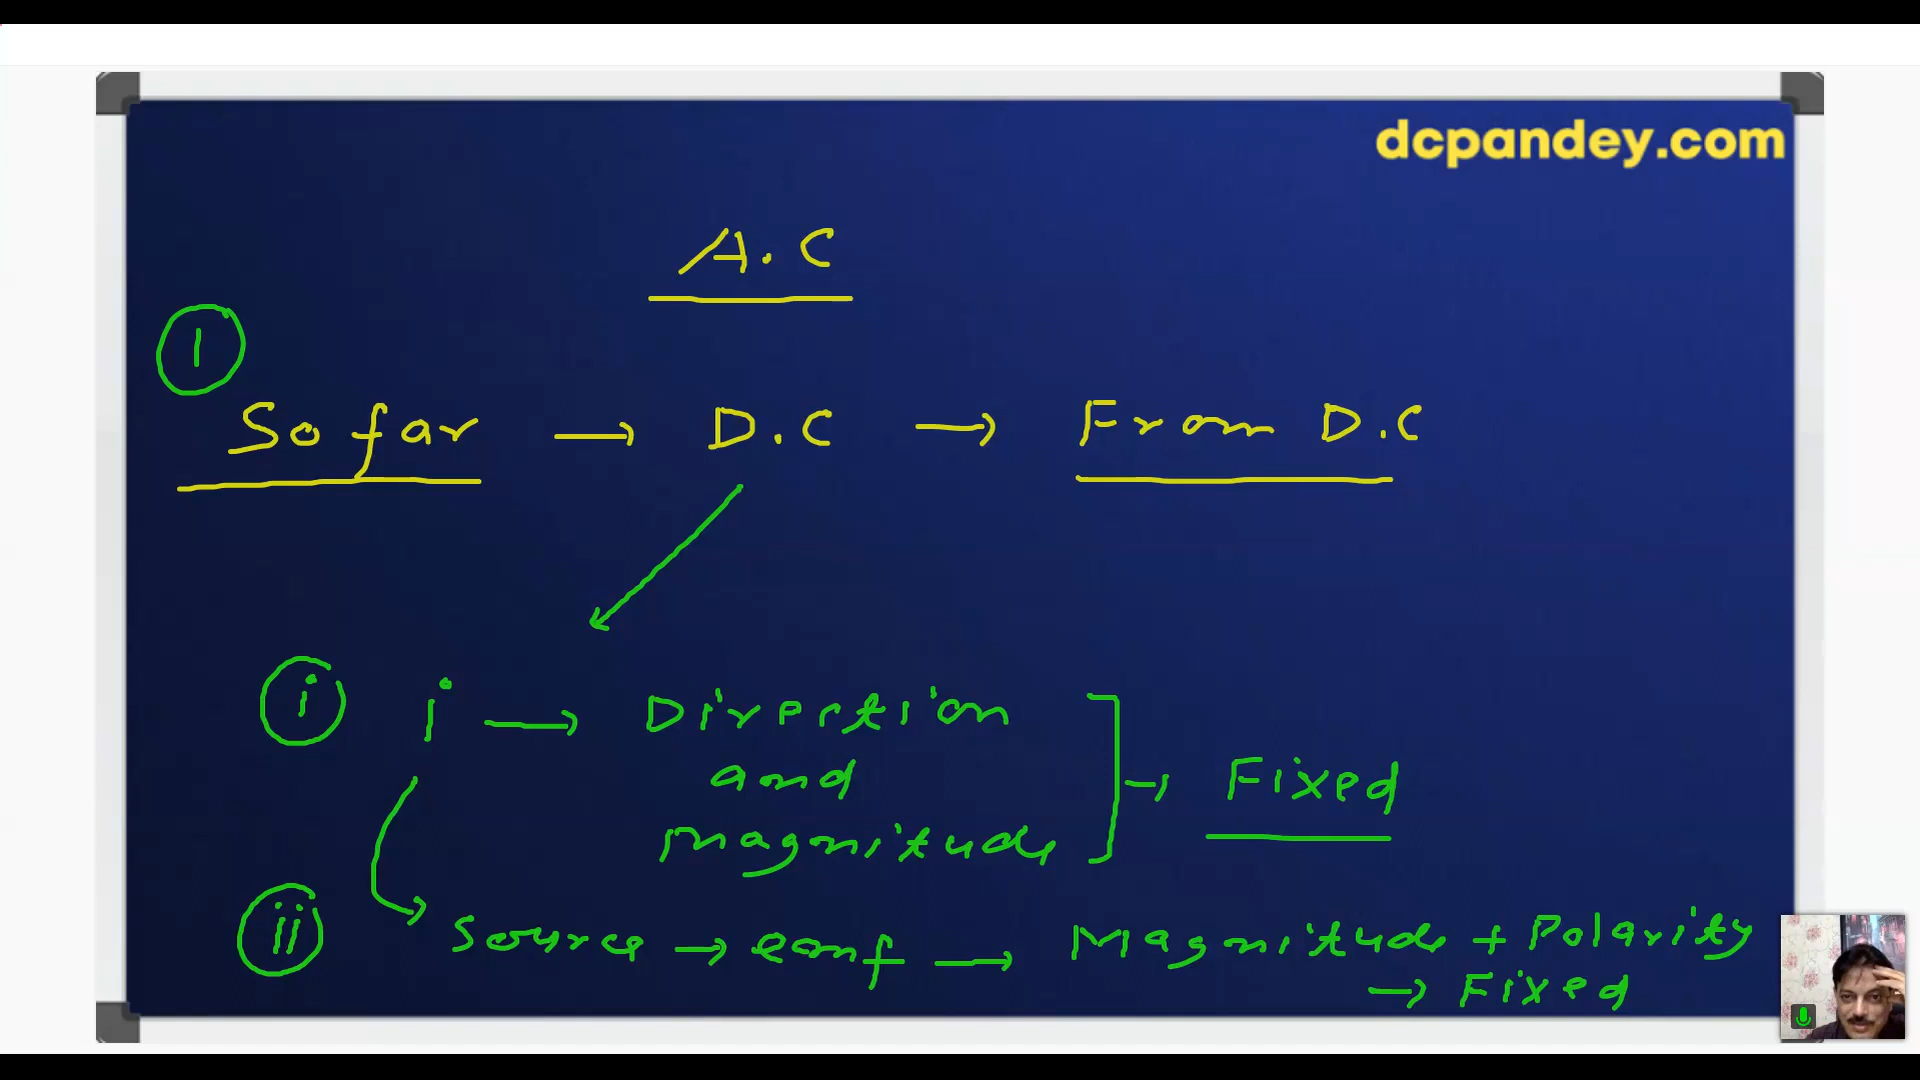 dcpandey.com
A.C
1
So far → D.C → From D.C
i i → Direction
and
magnitude
→ Fixed
ii Source → emf → Magnitude + Polarity
→ Fixed